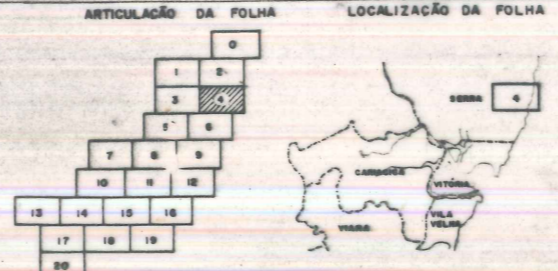 ARTICULAÇÃO DA FOLHA
0
1 2
3 4
5 6
7 8 9
10 11 12
13 14 15 16
17 18 19
20
LOCALIZAÇÃO DA FOLHA
SERRA 4
CARIACICA
VITÓRIA
VIANA
VILA
VELHA